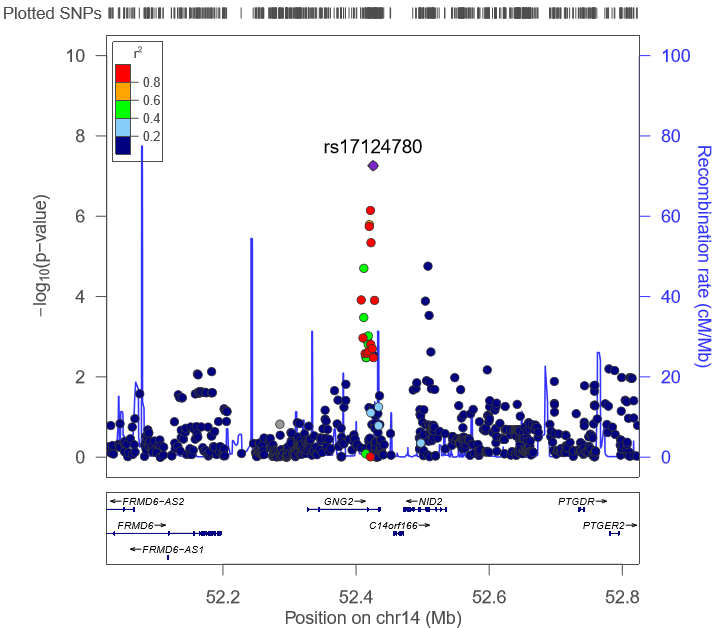 Plotted SNPs
10
8
6
4
2
0
−log10(p−value)
r2
0.8
0.6
0.4
0.2
rs17124780
100
80
60
40
20
0
Recombination rate (cM/Mb)
FRMD6−AS2
GNG2
NID2
PTGDR
FRMD6
C14orf166
PTGER2
FRMD6−AS1
52.2
52.4
52.6
52.8
Position on chr14 (Mb)